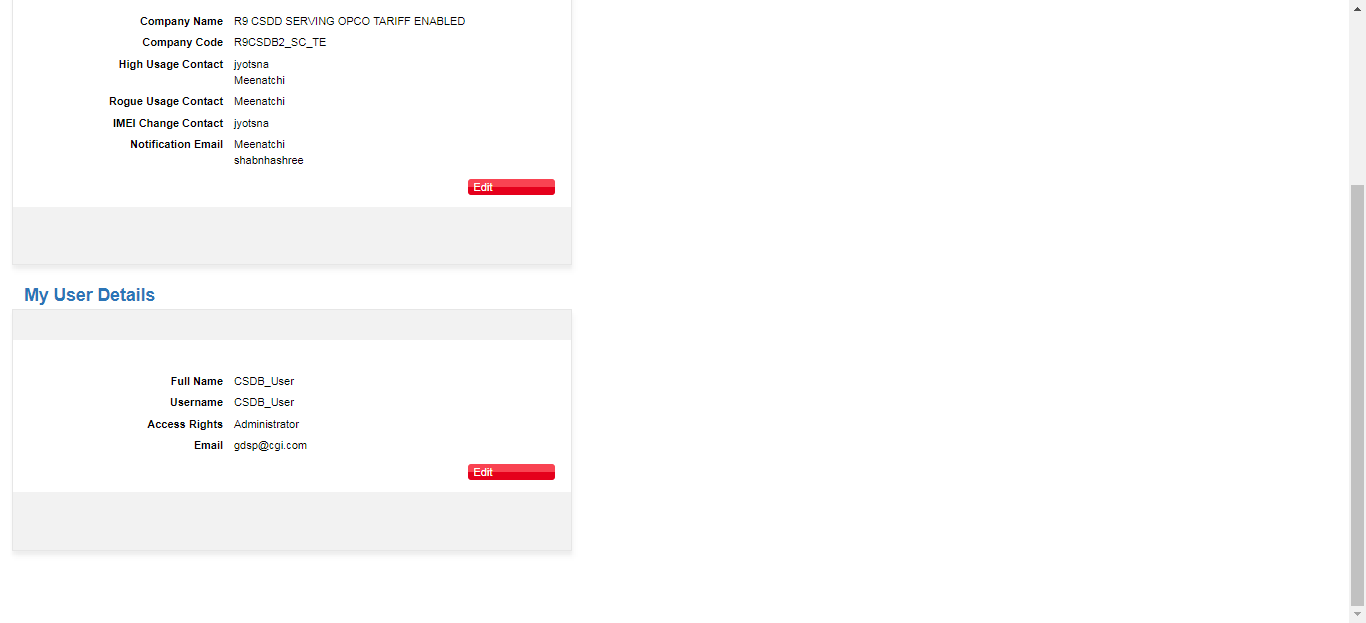 Company Name R9 CSDD SERVING OPCO TARIFF ENABLED
Company Code R9CSDB2_SC_TE
High Usage Contact jyotsna
Meenatchi
Rogue Usage Contact Meenatchi
IMEI Change Contact jyotsna
Notification Email Meenatchi
shabnhashree
Edit
My User Details
Full Name CSDB_User
Username CSDB_User
Access Rights Administrator
Email gdsp@cgi.com
Edit